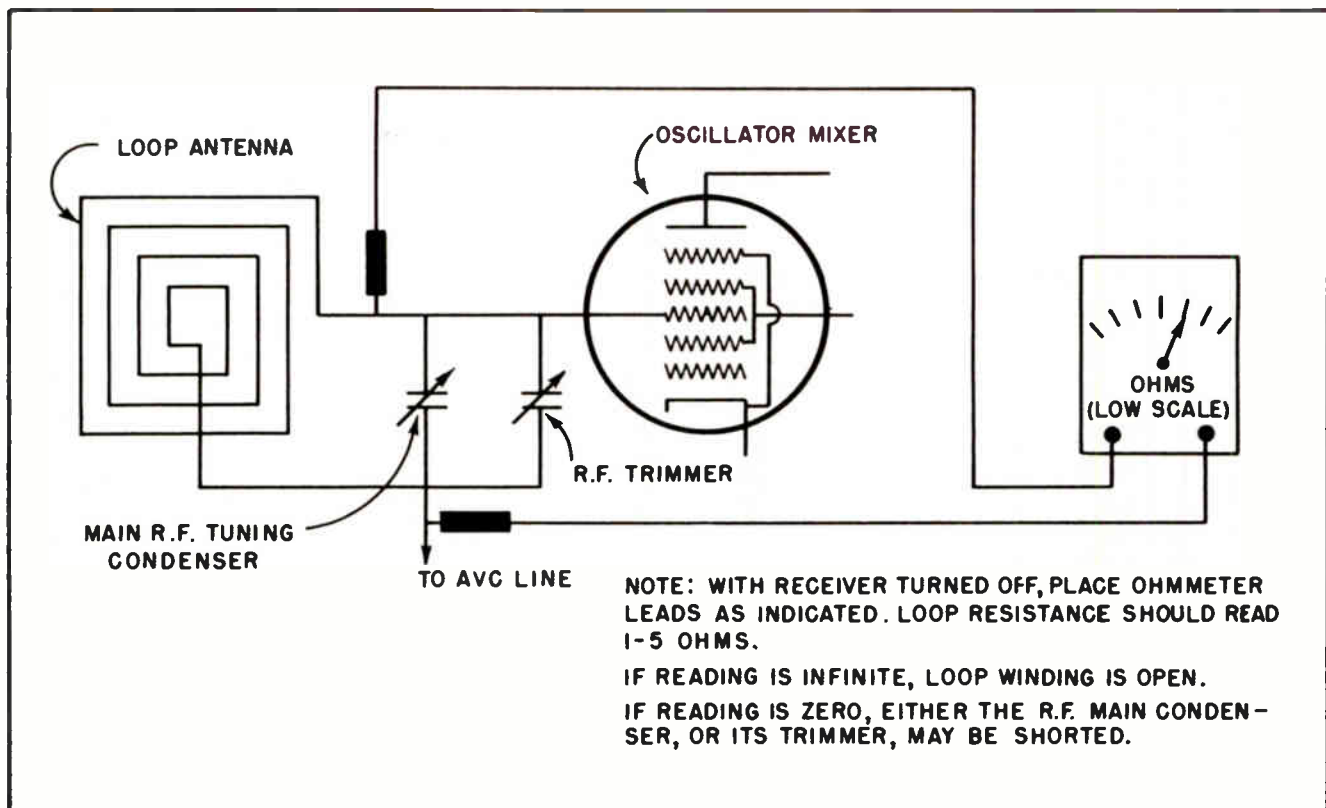 LOOP ANTENNA
OSCILLATOR MIXER
OHMS
(LOW SCALE)
R.F. TRIMMER
MAIN R.F. TUNING
CONDENSER
TO AVC LINE
NOTE: WITH RECEIVER TURNED OFF, PLACE OHMMETER
LEADS AS INDICATED. LOOP RESISTANCE SHOULD READ
1-5 OHMS.
IF READING IS INFINITE, LOOP WINDING IS OPEN.
IF READING IS ZERO, EITHER THE R.F. MAIN CONDEN-
SER, OR ITS TRIMMER, MAY BE SHORTED.